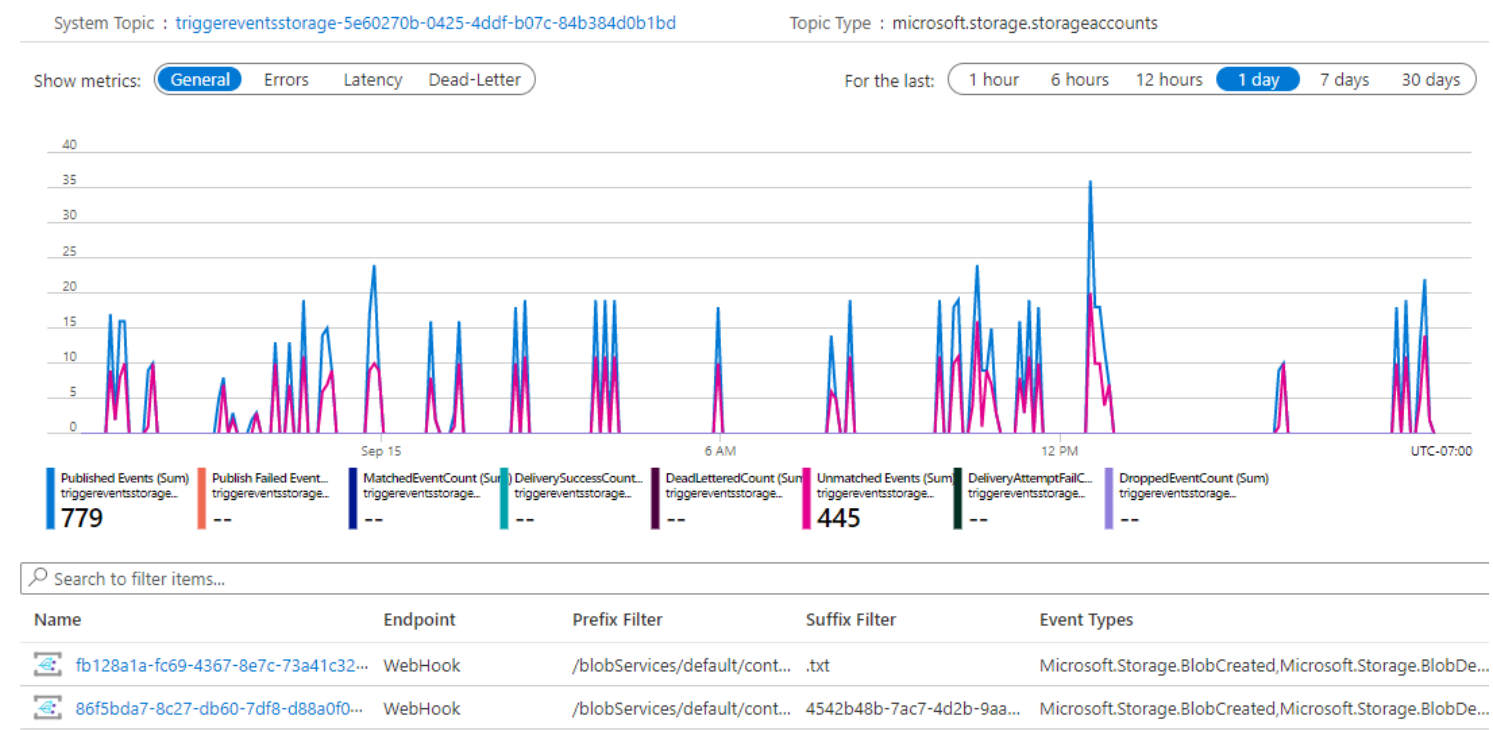 System Topic : triggereventsstorage-5e60270b-0425-4ddf-b07c-84b384d0b1bd Topic Type : microsoft.storage.storageaccounts
Show metrics: General Errors Latency Dead-Letter For the last: 1 hour 6 hours 12 hours 1 day 7 days 30 days
40
35
30
25
20
15
10
5
0
Sep 15 6 AM 12 PM UTC-07:00
Published Events (Sum) Publish Failed Event... MatchedEventCount (Sum) DeliverySuccessCount... DeadLetteredCount (Sum Unmatched Events (Sum) DeliveryAttemptFailC... DroppedEventCount (Sum)
triggereventsstorage... triggereventsstorage... triggereventsstorage... triggereventsstorage... triggereventsstorage... triggereventsstorage... triggereventsstorage... triggereventsstorage...
779 -- -- -- -- 445 -- --
Search to filter items...
Name Endpoint Prefix Filter Suffix Filter Event Types
fb128a1a-fc69-4367-8e7c-73a41c32... WebHook /blobServices/default/cont... .txt Microsoft.Storage.BlobCreated,Microsoft.Storage.BlobDe...
86f5bda7-8c27-db60-7df8-d88a0f0... WebHook /blobServices/default/cont... 4542b48b-7ac7-4d2b-9aa... Microsoft.Storage.BlobCreated,Microsoft.Storage.BlobDe...